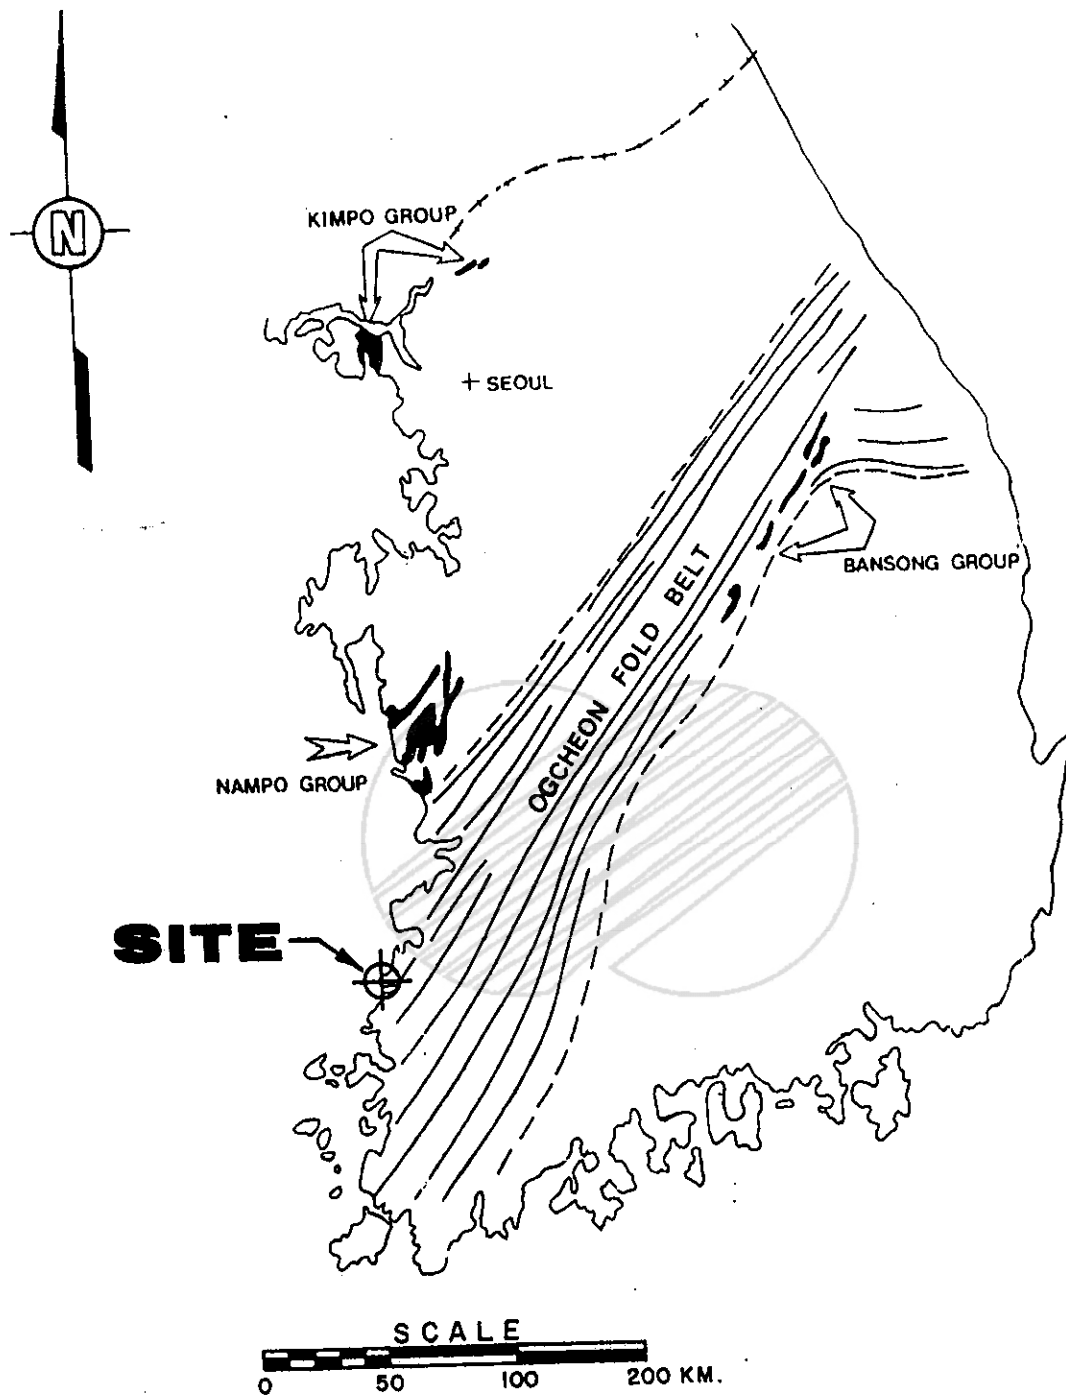 N
KIMPO GROUP
SEOUL
BANSONG GROUP
OGCHEON FOLD BELT
NAMPO GROUP
SITE
SCALE
0 50 100 200 KM.